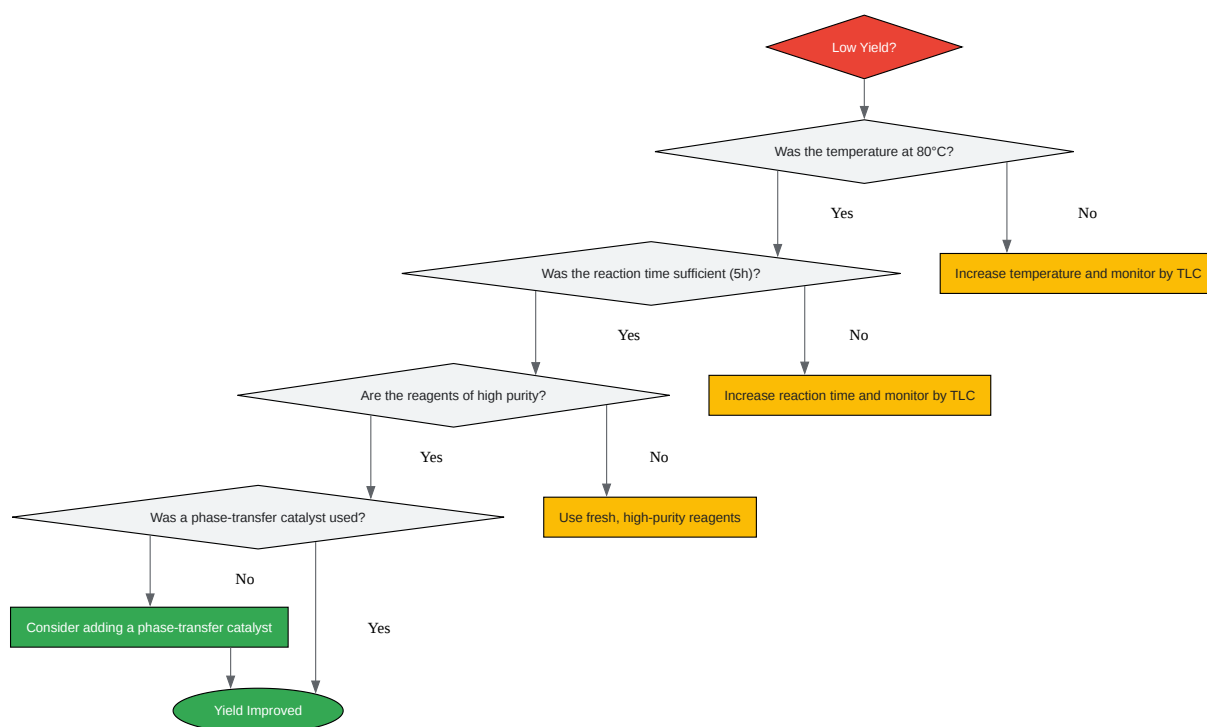 Low Yield?
Was the temperature at 80°C?
Yes
No
Was the reaction time sufficient (5h)?
Increase temperature and monitor by TLC
Yes
No
Are the reagents of high purity?
Increase reaction time and monitor by TLC
Yes
No
Was a phase-transfer catalyst used?
Use fresh, high-purity reagents
No
Consider adding a phase-transfer catalyst
Yes
Yield Improved